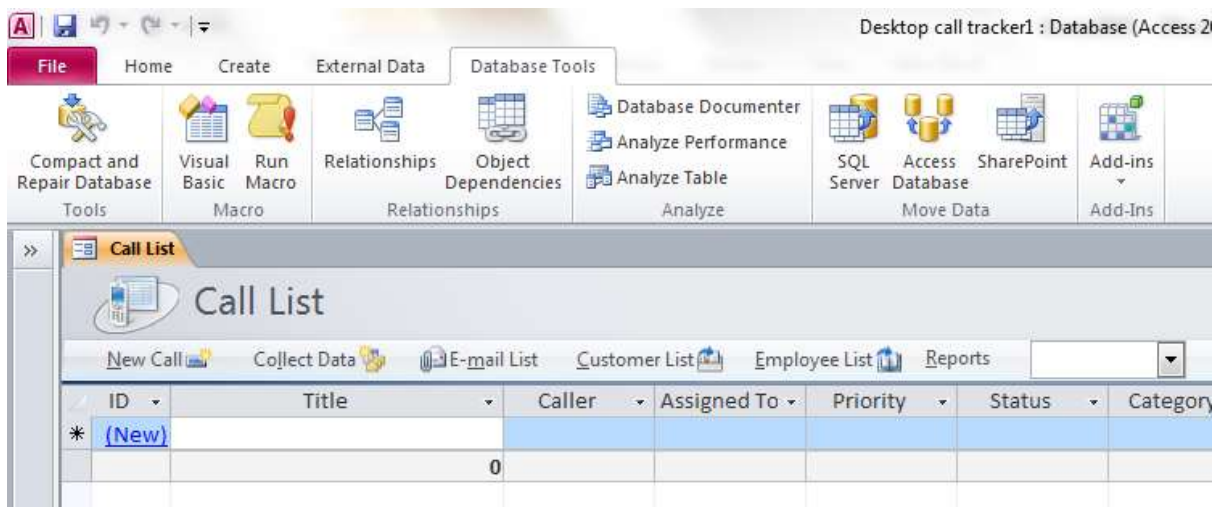 A
Desktop call tracker1 : Database (Access 20
File Home Create External Data Database Tools
Compact and Repair Database
Visual Basic
Run Macro
Relationships
Object Dependencies
Database Documenter
Analyze Performance
Analyze Table
SQL Server
Access Database
SharePoint
Add-ins
Tools Macro Relationships Analyze Move Data Add-Ins
» Call List
Call List
New Call Collect Data E-mail List Customer List Employee List Reports
ID Title Caller Assigned To Priority Status Category
* (New)
0